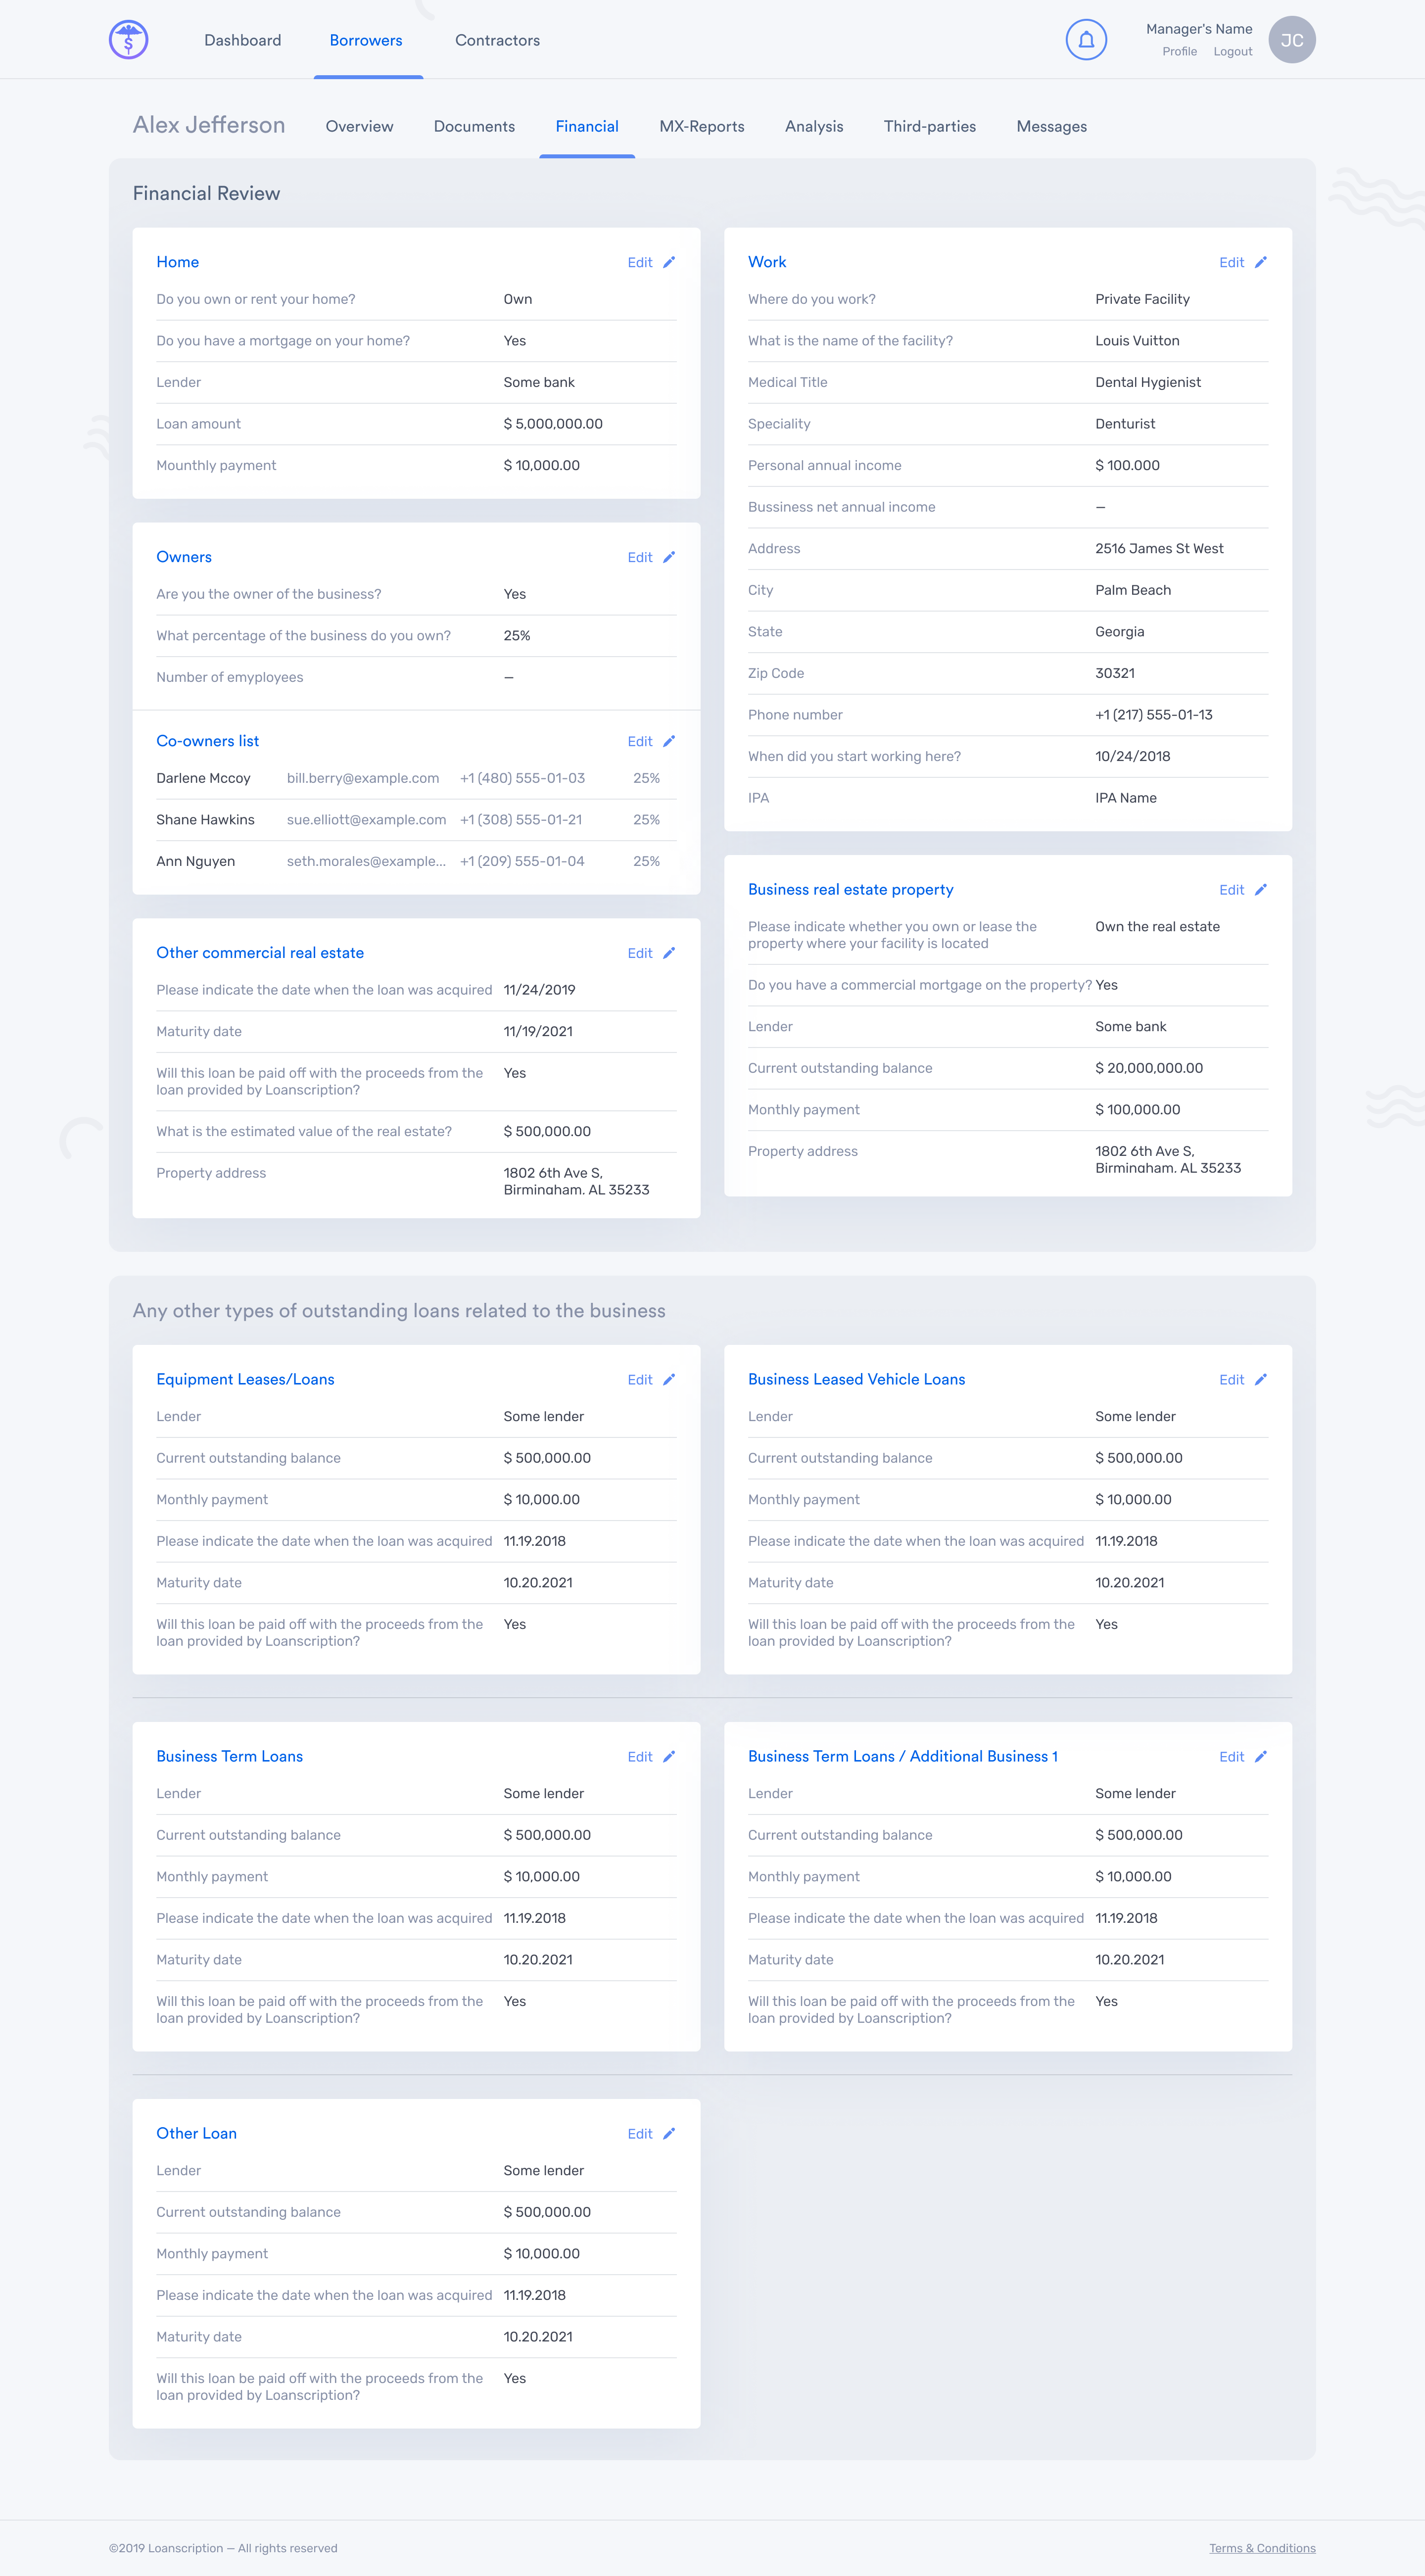 Dashboard
Borrowers
Contractors
Manager's Name
Profile Logout
JC
Alex Jefferson
Overview
Documents
Financial
MX-Reports
Analysis
Third-parties
Messages
Financial Review
Home
Edit
Do you own or rent your home? Own
Do you have a mortgage on your home? Yes
Lender Some bank
Loan amount $ 5,000,000.00
Mounthly payment $ 10,000.00
Owners
Edit
Are you the owner of the business? Yes
What percentage of the business do you own? 25%
Number of emyployees –
Co-owners list
Edit
Darlene Mccoy bill.berry@example.com +1 (480) 555-01-03 25%
Shane Hawkins sue.elliott@example.com +1 (308) 555-01-21 25%
Ann Nguyen seth.morales@example... +1 (209) 555-01-04 25%
Other commercial real estate
Edit
Please indicate the date when the loan was acquired 11/24/2019
Maturity date 11/19/2021
Will this loan be paid off with the proceeds from the Yes
loan provided by Loanscription?
What is the estimated value of the real estate? $ 500,000.00
Property address 1802 6th Ave S,
Birmingham. AL 35233
Work
Edit
Where do you work? Private Facility
What is the name of the facility? Louis Vuitton
Medical Title Dental Hygienist
Speciality Denturist
Personal annual income $ 100.000
Bussiness net annual income –
Address 2516 James St West
City Palm Beach
State Georgia
Zip Code 30321
Phone number +1 (217) 555-01-13
When did you start working here? 10/24/2018
IPA IPA Name
Business real estate property
Edit
Please indicate whether you own or lease the Own the real estate
property where your facility is located
Do you have a commercial mortgage on the property? Yes
Lender Some bank
Current outstanding balance $ 20,000,000.00
Monthly payment $ 100,000.00
Property address 1802 6th Ave S,
Birmingham. AL 35233
Any other types of outstanding loans related to the business
Equipment Leases/Loans
Edit
Lender Some lender
Current outstanding balance $ 500,000.00
Monthly payment $ 10,000.00
Please indicate the date when the loan was acquired 11.19.2018
Maturity date 10.20.2021
Will this loan be paid off with the proceeds from the Yes
loan provided by Loanscription?
Business Leased Vehicle Loans
Edit
Lender Some lender
Current outstanding balance $ 500,000.00
Monthly payment $ 10,000.00
Please indicate the date when the loan was acquired 11.19.2018
Maturity date 10.20.2021
Will this loan be paid off with the proceeds from the Yes
loan provided by Loanscription?
Business Term Loans
Edit
Lender Some lender
Current outstanding balance $ 500,000.00
Monthly payment $ 10,000.00
Please indicate the date when the loan was acquired 11.19.2018
Maturity date 10.20.2021
Will this loan be paid off with the proceeds from the Yes
loan provided by Loanscription?
Business Term Loans / Additional Business 1
Edit
Lender Some lender
Current outstanding balance $ 500,000.00
Monthly payment $ 10,000.00
Please indicate the date when the loan was acquired 11.19.2018
Maturity date 10.20.2021
Will this loan be paid off with the proceeds from the Yes
loan provided by Loanscription?
Other Loan
Edit
Lender Some lender
Current outstanding balance $ 500,000.00
Monthly payment $ 10,000.00
Please indicate the date when the loan was acquired 11.19.2018
Maturity date 10.20.2021
Will this loan be paid off with the proceeds from the Yes
loan provided by Loanscription?
©2019 Loanscription – All rights reserved
Terms & Conditions